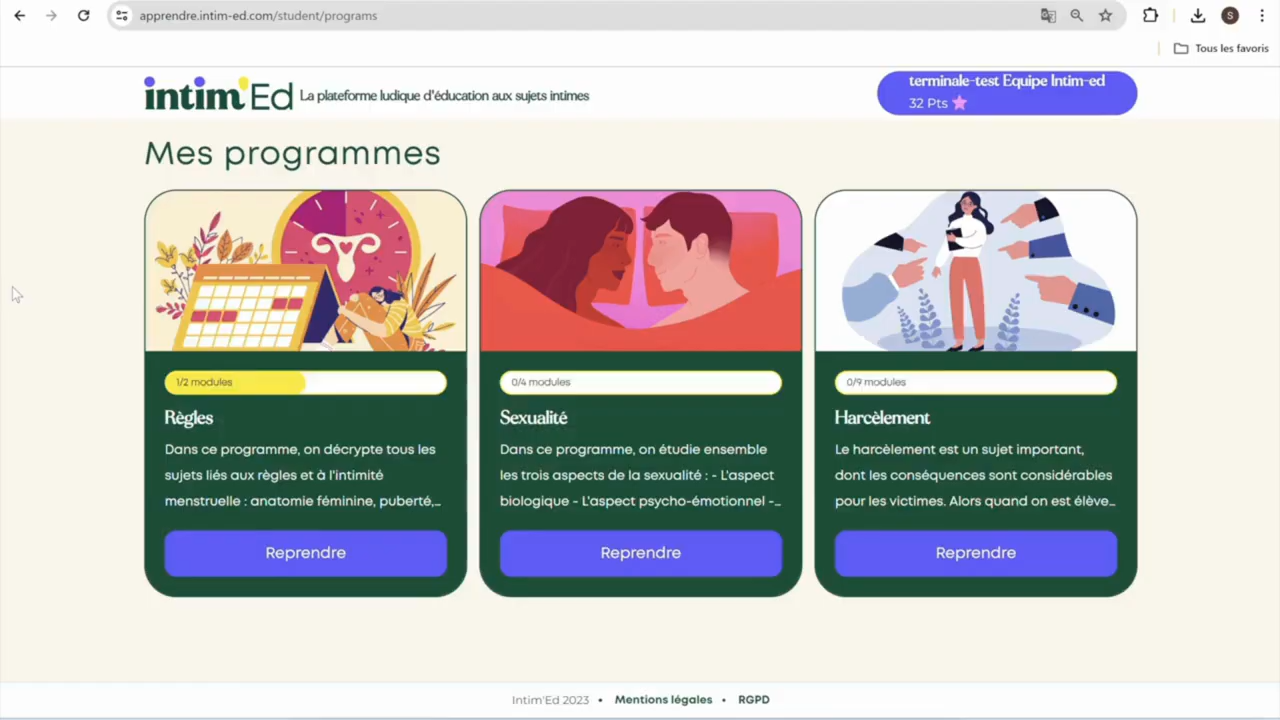 apprendre.intim-ed.com/student/programs
S
Tous les favoris
intim'Ed La plateforme ludique d'éducation aux sujets intimes
terminale-test Equipe Intim-ed
32 Pts
Mes programmes
1/2 modules
Règles
Dans ce programme, on décrypte tous les
sujets liés aux règles et à l'intimité
menstruelle : anatomie féminine, puberté,...
Reprendre
0/4 modules
Sexualité
Dans ce programme, on étudie ensemble
les trois aspects de la sexualité : - L'aspect
biologique - L'aspect psycho-émotionnel -...
Reprendre
0/9 modules
Harcèlement
Le harcèlement est un sujet important,
dont les conséquences sont considérables
pour les victimes. Alors quand on est élève...
Reprendre
Intim'Ed 2023 • Mentions légales • RGPD